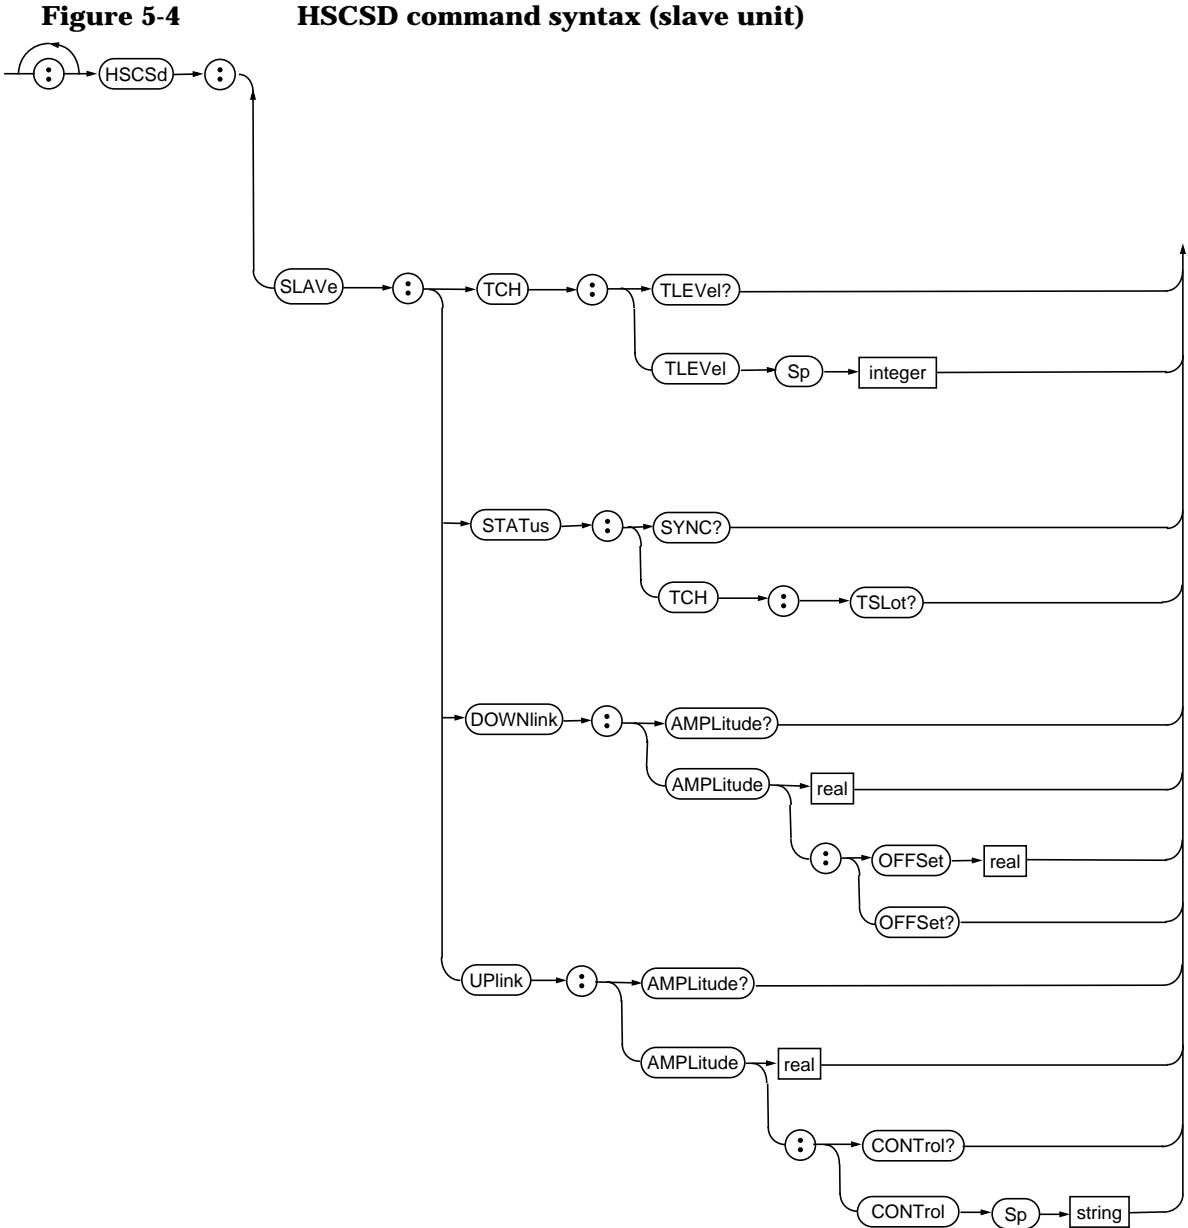 Figure 5-4 HSCSD command syntax (slave unit)
: HSCSd :
SLAVe : TCH : TLEVel?
TLEVel Sp integer
STATus : SYNC?
TCH : TSLot?
DOWNlink : AMPLitude?
AMPLitude real
: OFFSet real
OFFSet?
UPlink : AMPLitude?
AMPLitude real
: CONTrol?
CONTrol Sp string